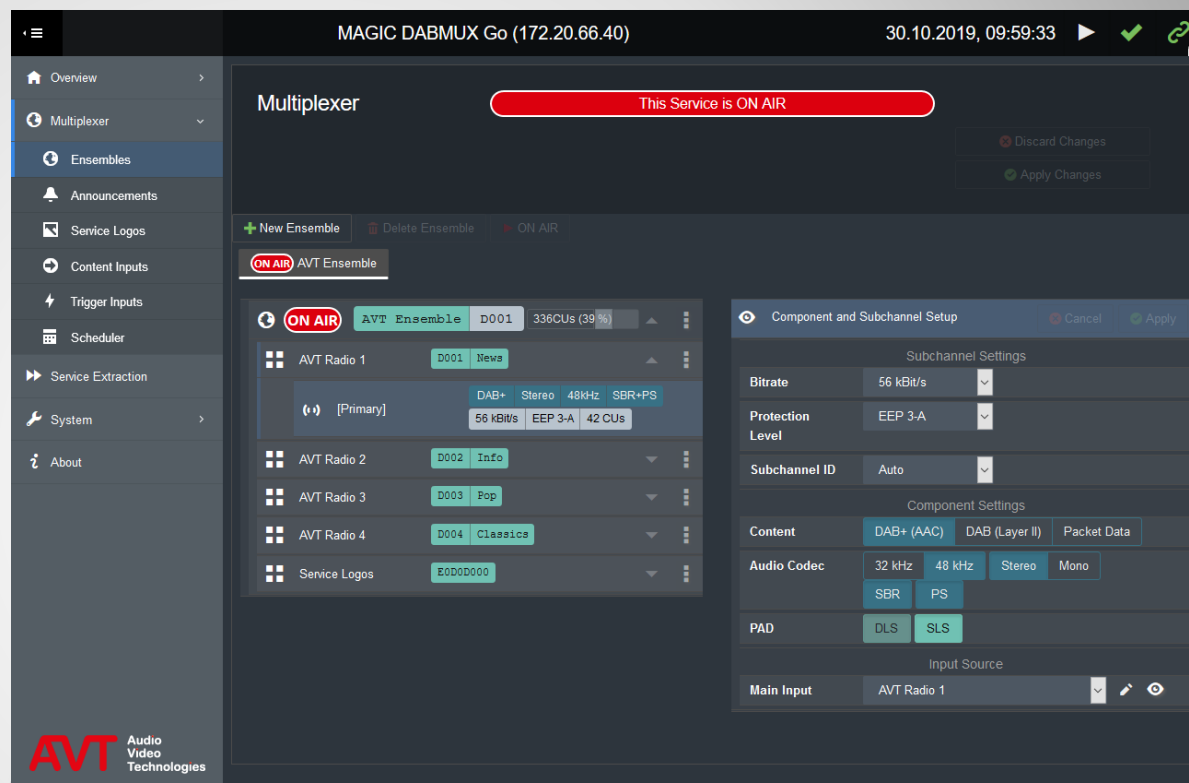 MAGIC DABMUX Go (172.20.66.40)
30.10.2019, 09:59:33
Overview
Multiplexer
Ensembles
Announcements
Service Logos
Content Inputs
Trigger Inputs
Scheduler
Service Extraction
System
About
AVT
Audio
Video
Technologies
Multiplexer
This Service is ON AIR
Discard Changes
Apply Changes
New Ensemble Delete Ensemble ON AIR
ON AIR AVT Ensemble
ON AIR AVT Ensemble D001 336CUs (39 %)
AVT Radio 1 D001 News
[Primary]
DAB+ Stereo 48kHz SBR+PS
56 kBit/s EEP 3-A 42 CUs
AVT Radio 2 D002 Info
AVT Radio 3 D003 Pop
AVT Radio 4 D004 Classics
Service Logos E0D0D000
Component and Subchannel Setup Cancel Apply
Subchannel Settings
Bitrate 56 kBit/s
Protection
Level
EEP 3-A
Subchannel ID Auto
Component Settings
Content DAB+ (AAC) DAB (Layer II) Packet Data
Audio Codec 32 kHz 48 kHz Stereo Mono
SBR PS
PAD DLS SLS
Input Source
Main Input AVT Radio 1